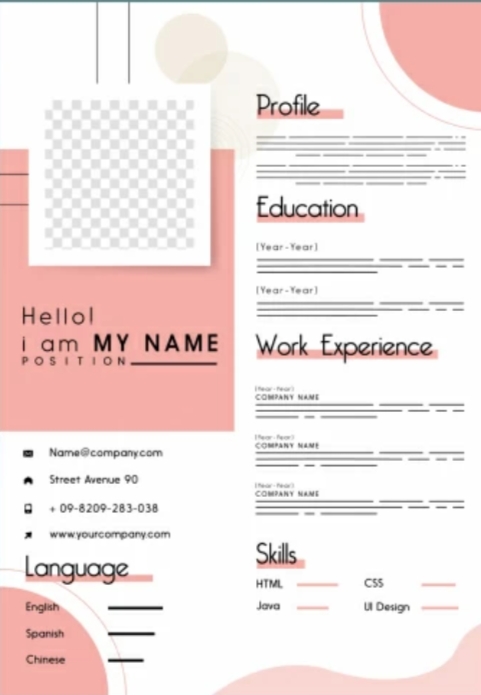 Hello!
i am MY NAME
POSITION
Name@company.com
Street Avenue 90
+ 09-8209-283-038
www.yourcompany.com
Language
English
Spanish
Chinese
Profile
Education
(Year-Year)
(Year-Year)
Work Experience
(Year-Year)
COMPANY NAME
(Year-Year)
COMPANY NAME
(Year-Year)
COMPANY NAME
Skills
HTML
CSS
Java
UI Design